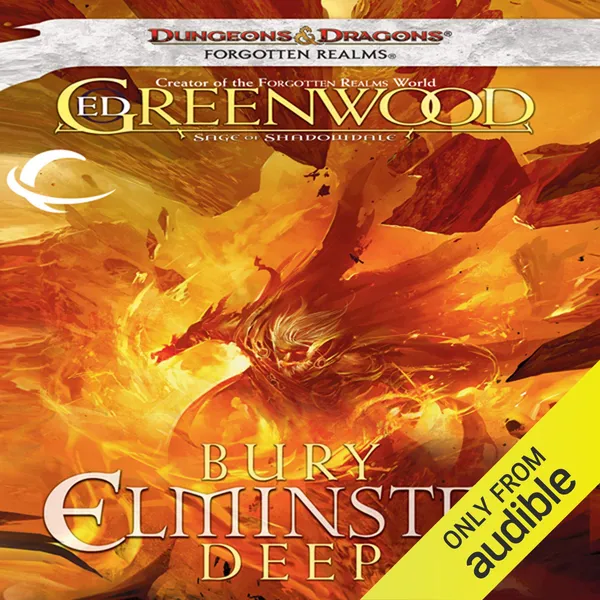 DUNGEONS & DRAGONS®
FORGOTTEN REALMS®
Creator of the FORGOTTEN REALMS World
ED GREENWOOD
SAGE OF SHADOWDALE
BURY
ELMINSTE
DEEP
ONLY FROM
audible